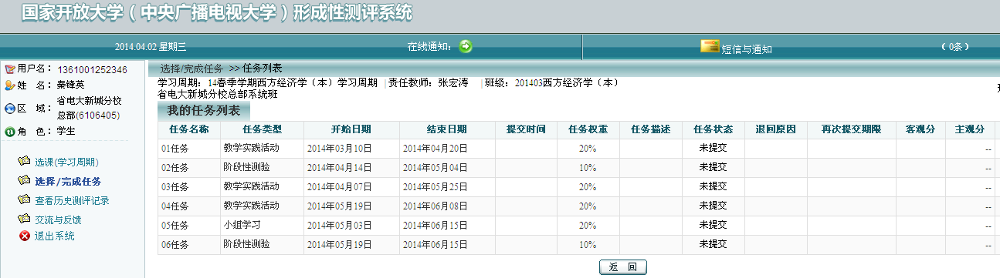 国家开放大学（中央广播电视大学）形成性测评系统
2014.04.02 星期三 在线通知： 短信与通知 （ 0条 ）
用户名： 1361001252346
姓 名： 秦锋英
区 域： 省电大新城分校总部(6106405)
角 色： 学生
选课(学习周期)
选择/完成任务
查看历史测评记录
交流与反馈
退出系统
选择/完成任务 >> 任务列表
学习周期： 14春季学期西方经济学（本）学习周期 | 责任教师： 张宏涛 | 班级： 201403西方经济学（本）
省电大新城分校总部系统班
我的任务列表
任务名称 任务类型 开始日期 结束日期 提交时间 任务权重 任务描述 任务状态 退回原因 再次提交期限 客观分 主观分
01任务 教学实践活动 2014年03月10日 2014年04月20日 20% 未提交 --
02任务 阶段性测验 2014年04月14日 2014年05月04日 10% 未提交 --
03任务 教学实践活动 2014年04月07日 2014年05月25日 20% 未提交 --
04任务 教学实践活动 2014年05月19日 2014年06月08日 20% 未提交 --
05任务 小组学习 2014年05月03日 2014年06月15日 20% 未提交 --
06任务 阶段性测验 2014年05月19日 2014年06月15日 10% 未提交 --
返 回